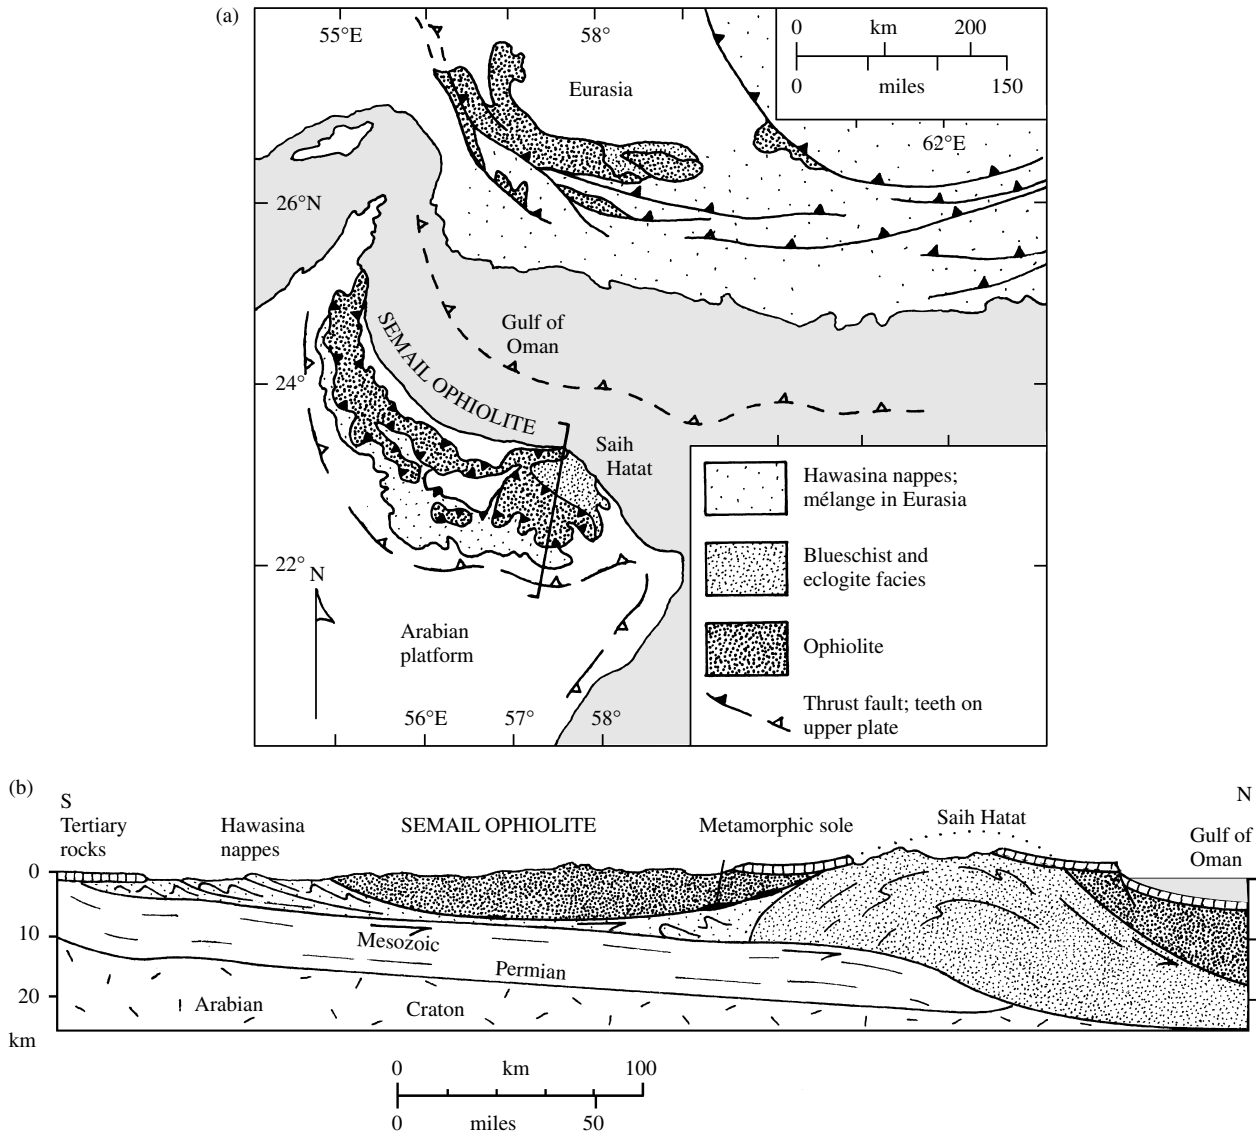 (a)
55°E
58°
0 km 200
0 miles 150
62°E
Eurasia
26°N
Gulf of
Oman
SEMAIL OPHIOLITE
24°
Saih
Hatat
22°
N
Arabian
platform
56°E
57°
58°
Hawasina nappes;
mélange in Eurasia
Blueschist and
eclogite facies
Ophiolite
Thrust fault; teeth on
upper plate
(b)
S
N
Tertiary
rocks
Hawasina
nappes
SEMAIL OPHIOLITE
Metamorphic sole
Saih Hatat
Gulf of
Oman
0
10
20
km
Mesozoic
Permian
Arabian
Craton
0 km 100
0 miles 50